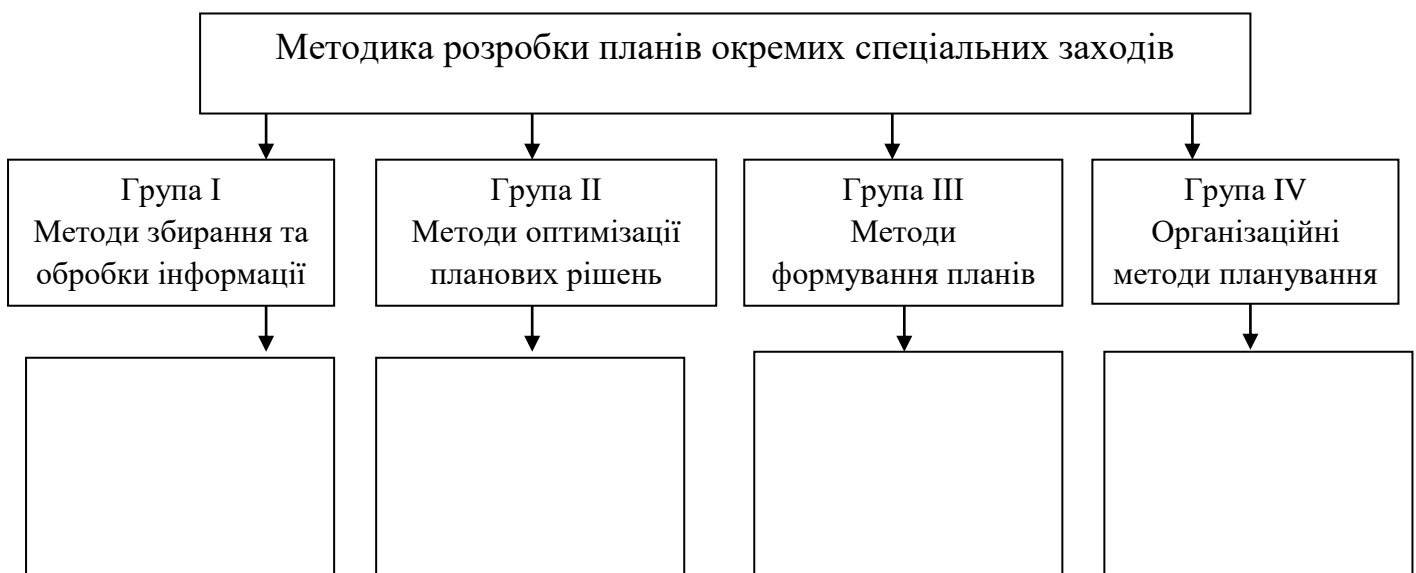 Методика розробки планів окремих спеціальних заходів
Група I
Методи збирання та
обробки інформації
Група II
Методи оптимізації
планових рішень
Група III
Методи
формування планів
Група IV
Організаційні
методи планування